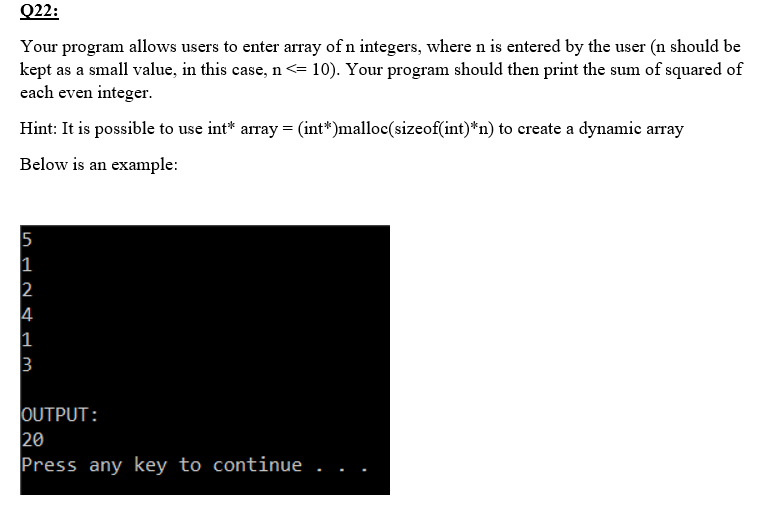 Q22:
Your program allows users to enter array of n integers, where n is entered by the user (n should be
kept as a small value, in this case, n <= 10). Your program should then print the sum of squared of
each even integer.
Hint: It is possible to use int* array = (int*)malloc(sizeof(int)*n) to create a dynamic array
Below is an example:
5
1
2
4
1
3
OUTPUT:
20
Press any key to continue . . .